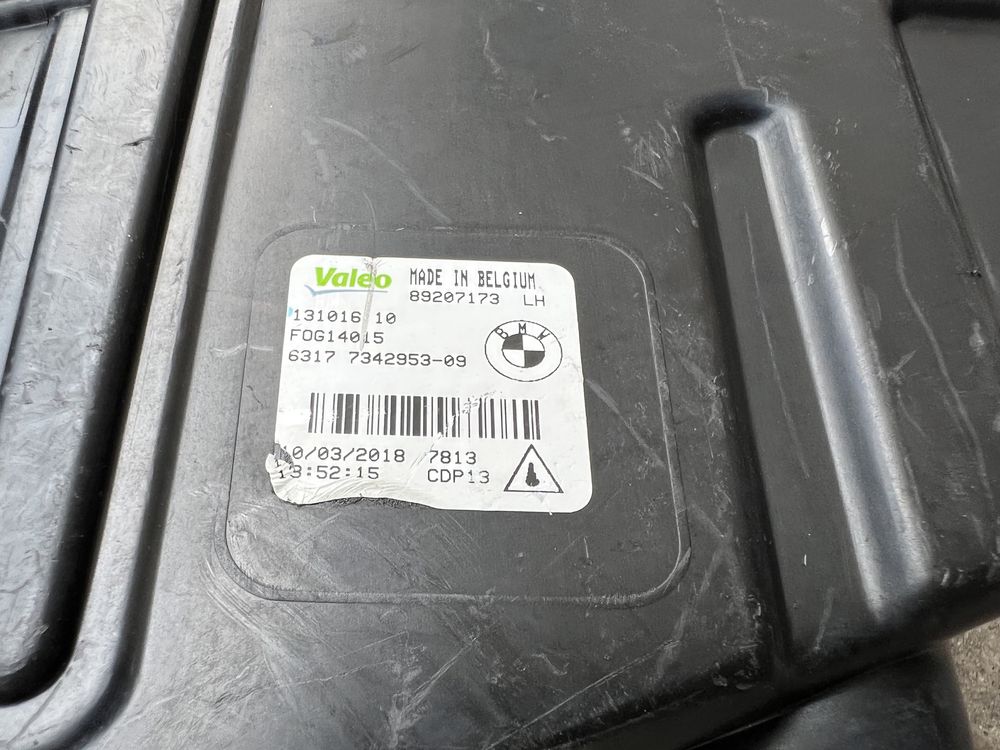 Valeo MADE IN BELGIUM
89207173 LH
131016 10
FOG14015
6317 7342953-09
BMW
0/03/2018 7813
13:52:15 CDP13